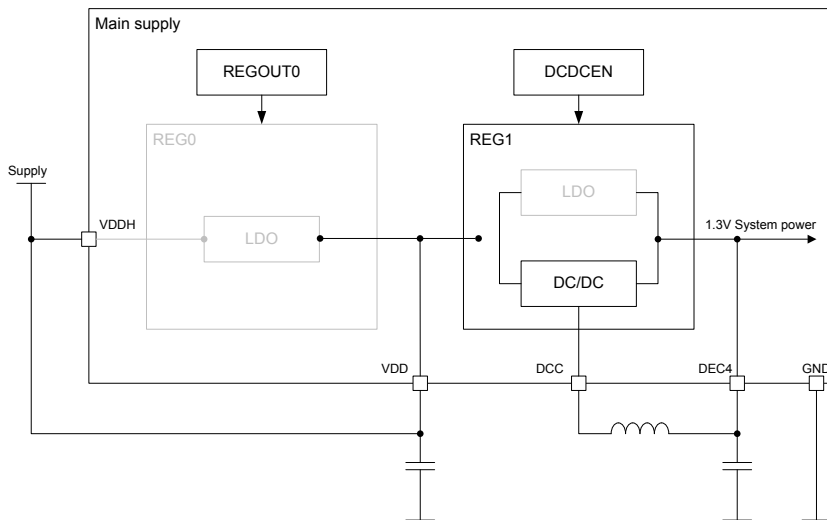 Main supply
REGOUT0
DCDCEN
REG0
REG1
Supply
LDO
VDDH
1.3V System power
LDO
DC/DC
VDD
DCC
DEC4
GND